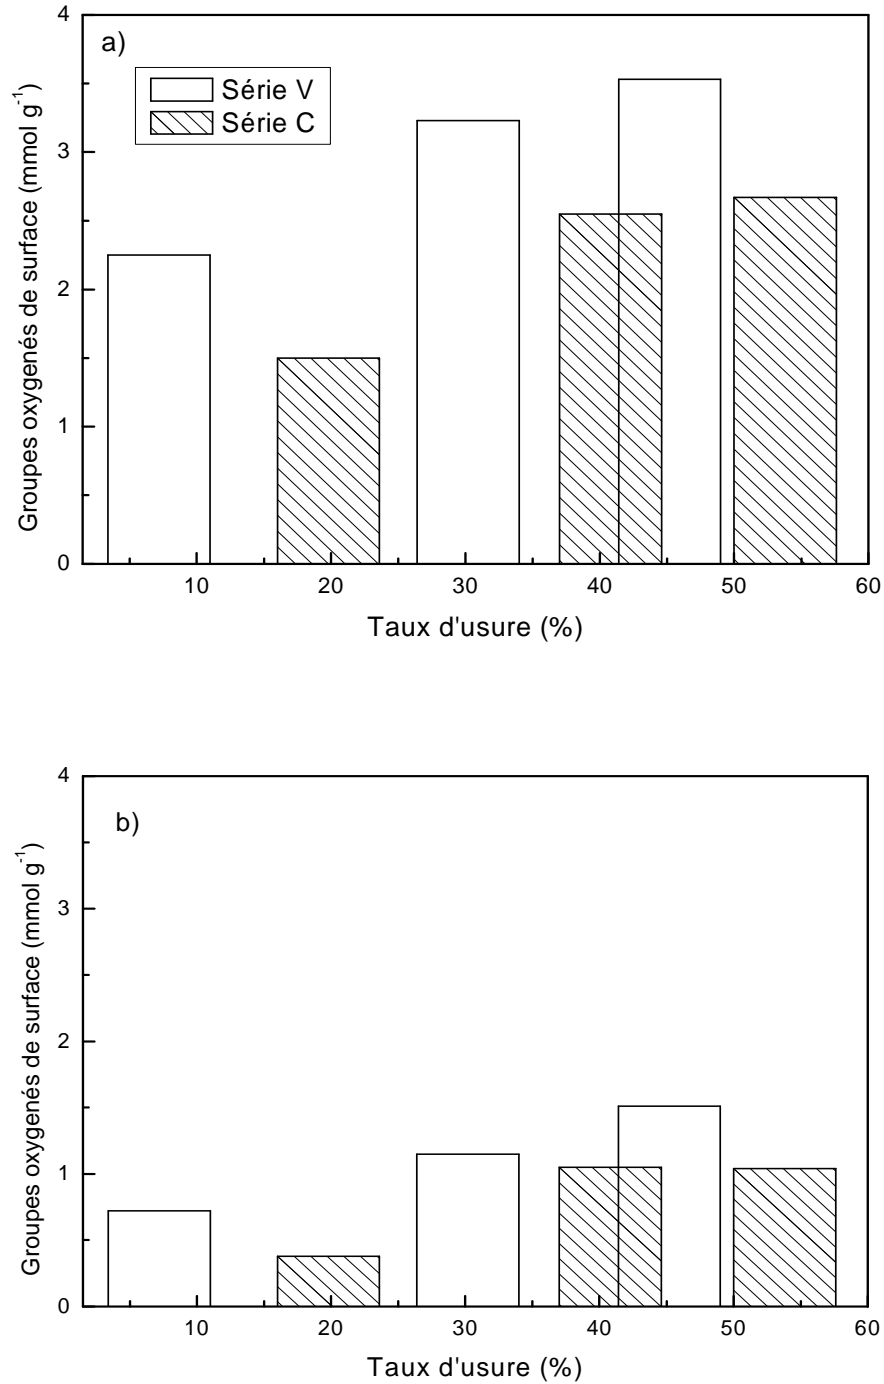 a)
Série V
Série C
Groupes oxygenés de surface (mmol g⁻¹)
4
3
2
1
0
10 20 30 40 50 60
Taux d'usure (%)
b)
Groupes oxygenés de surface (mmol g⁻¹)
4
3
2
1
0
10 20 30 40 50 60
Taux d'usure (%)